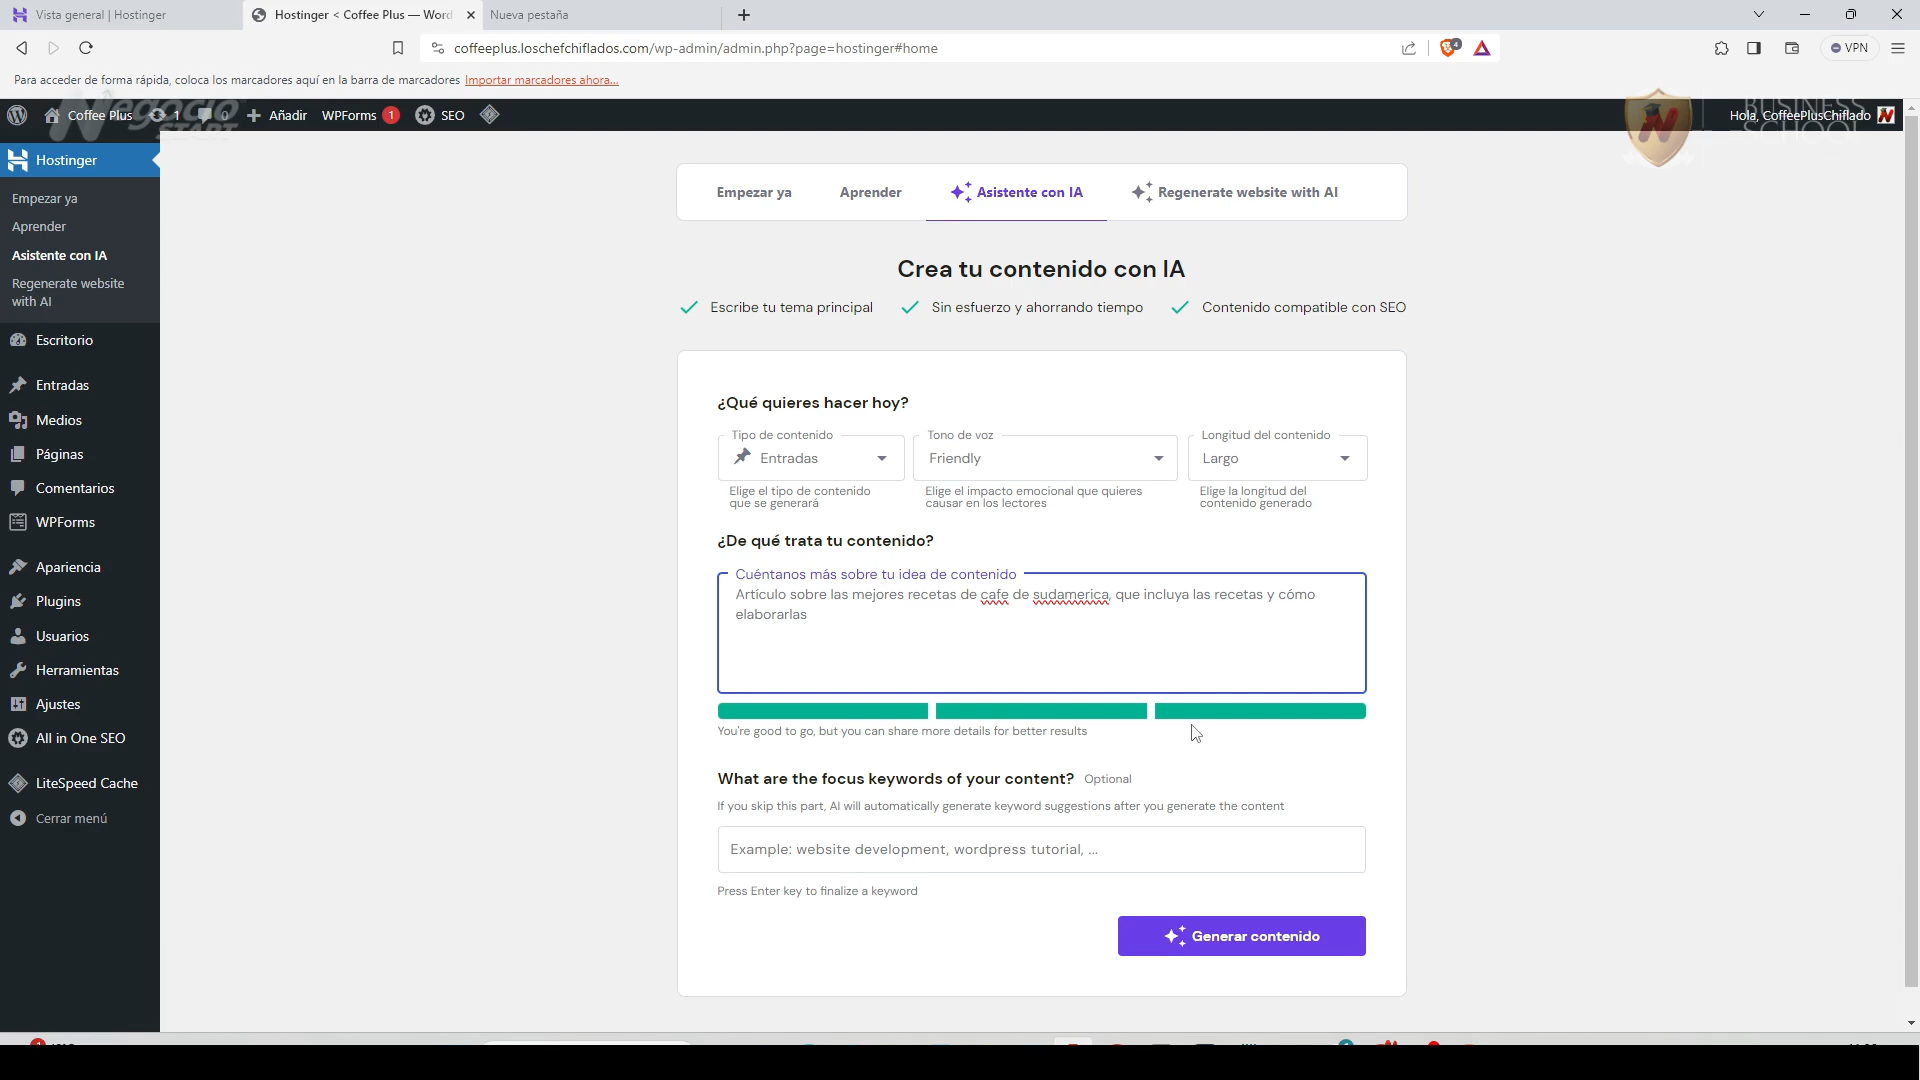 Vista general | Hostinger
Hostinger < Coffee Plus — Word
Nueva pestaña
coffeeplus.loschefchiflados.com/wp-admin/admin.php?page=hostinger#home
4
VPN
Para acceder de forma rápida, coloca los marcadores aquí en la barra de marcadores Importar marcadores ahora...
Coffee Plus 1 0 Añadir WPForms 1 SEO
Hola, CoffeePlusChiflado
Negocio
START
BUSINESS
SCHOOL
Hostinger
Empezar ya
Aprender
Asistente con IA
Regenerate website
with AI
Escritorio
Entradas
Medios
Páginas
Comentarios
WPForms
Apariencia
Plugins
Usuarios
Herramientas
Ajustes
All in One SEO
LiteSpeed Cache
Cerrar menú
Empezar ya Aprender Asistente con IA Regenerate website with AI
Crea tu contenido con IA
Escribe tu tema principal Sin esfuerzo y ahorrando tiempo Contenido compatible con SEO
¿Qué quieres hacer hoy?
Tipo de contenido Tono de voz Longitud del contenido
Entradas Friendly Largo
Elige el tipo de contenido
que se generará
Elige el impacto emocional que quieres
causar en los lectores
Elige la longitud del
contenido generado
¿De qué trata tu contenido?
Cuéntanos más sobre tu idea de contenido
Artículo sobre las mejores recetas de cafe de sudamerica, que incluya las recetas y cómo
elaborarlas
You're good to go, but you can share more details for better results
What are the focus keywords of your content? Optional
If you skip this part, AI will automatically generate keyword suggestions after you generate the content
Example: website development, wordpress tutorial, ...
Press Enter key to finalize a keyword
Generar contenido